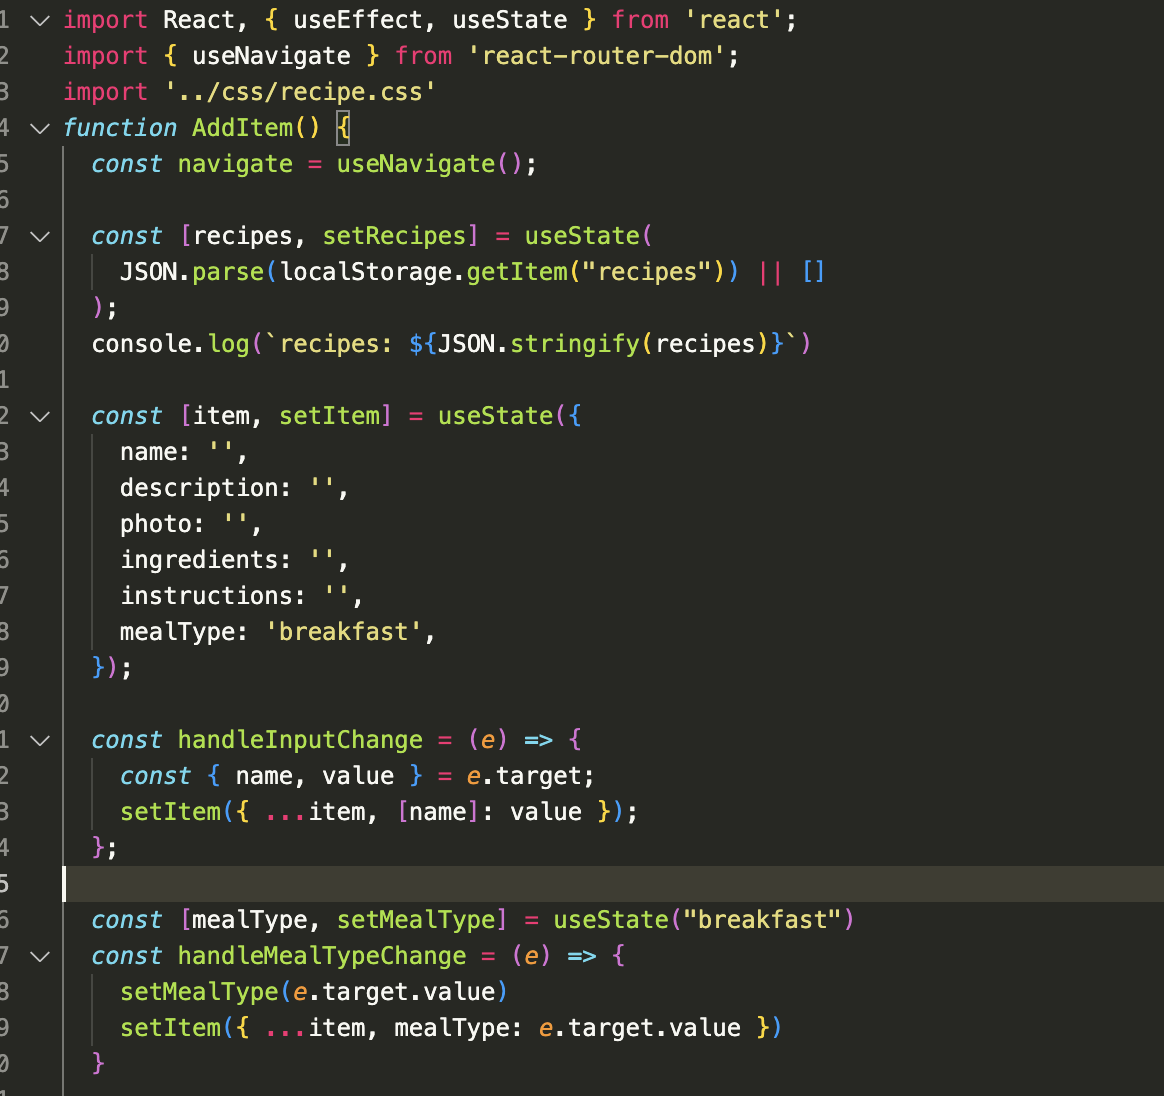 1 import React, { useEffect, useState } from 'react';
2 import { useNavigate } from 'react-router-dom';
3 import '../css/recipe.css'
4 function AddItem() {
5 const navigate = useNavigate();
6
7 const [recipes, setRecipes] = useState(
8 JSON.parse(localStorage.getItem("recipes")) || []
9 );
0 console.log(`recipes: ${JSON.stringify(recipes)}`)
1
2 const [item, setItem] = useState({
3 name: '',
4 description: '',
5 photo: '',
6 ingredients: '',
7 instructions: '',
8 mealType: 'breakfast',
9 });
0
1 const handleInputChange = (e) => {
2 const { name, value } = e.target;
3 setItem({ ...item, [name]: value });
4 };
5
6 const [mealType, setMealType] = useState("breakfast")
7 const handleMealTypeChange = (e) => {
8 setMealType(e.target.value)
9 setItem({ ...item, mealType: e.target.value })
0 }